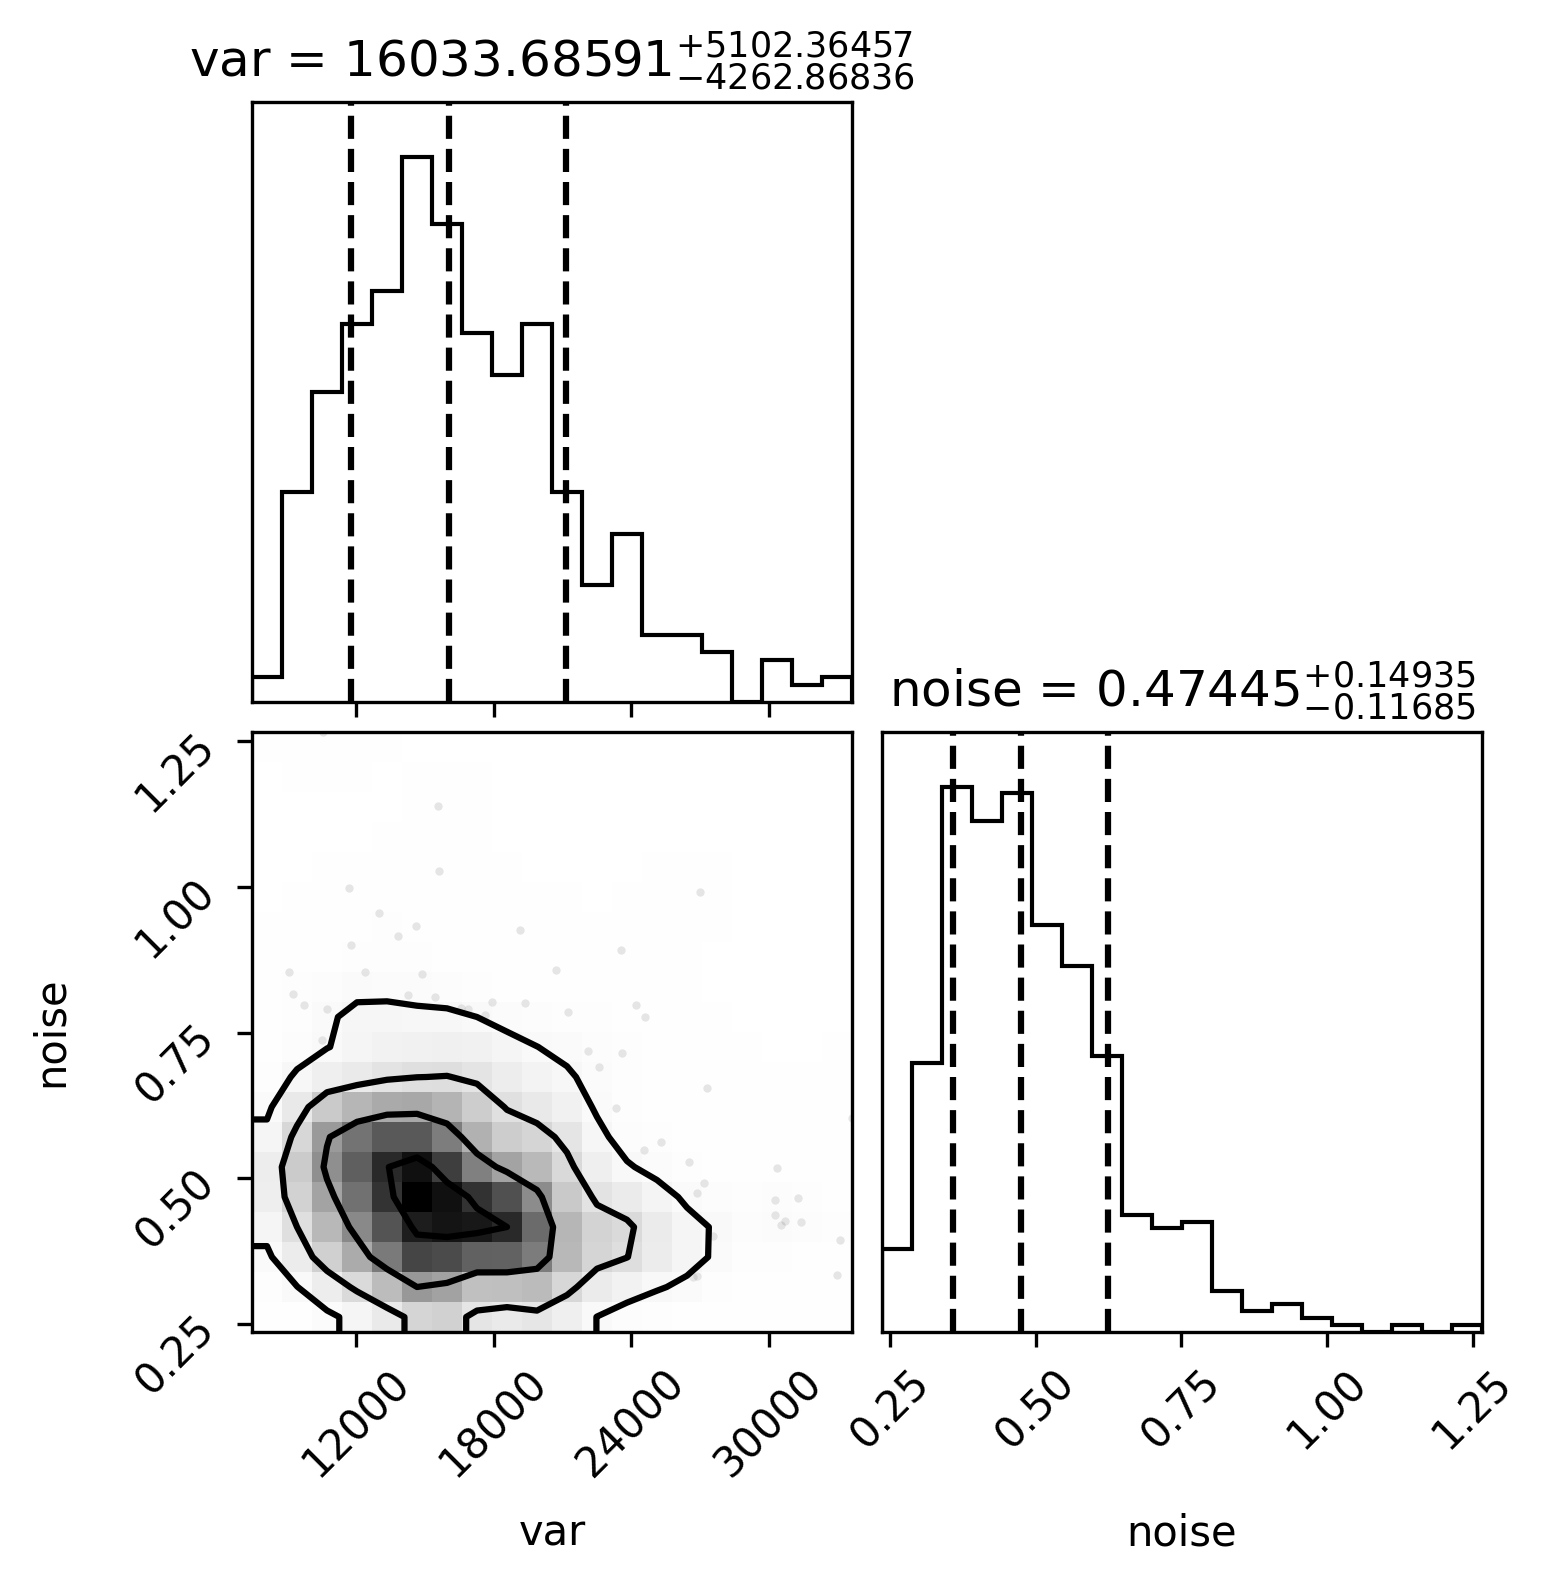 var = 16033.68591+5102.36457−4262.86836
noise = 0.47445+0.14935−0.11685
1.25
1.00
0.75
0.50
0.25
noise
12000 18000 24000 30000
var
0.25 0.50 0.75 1.00 1.25
noise